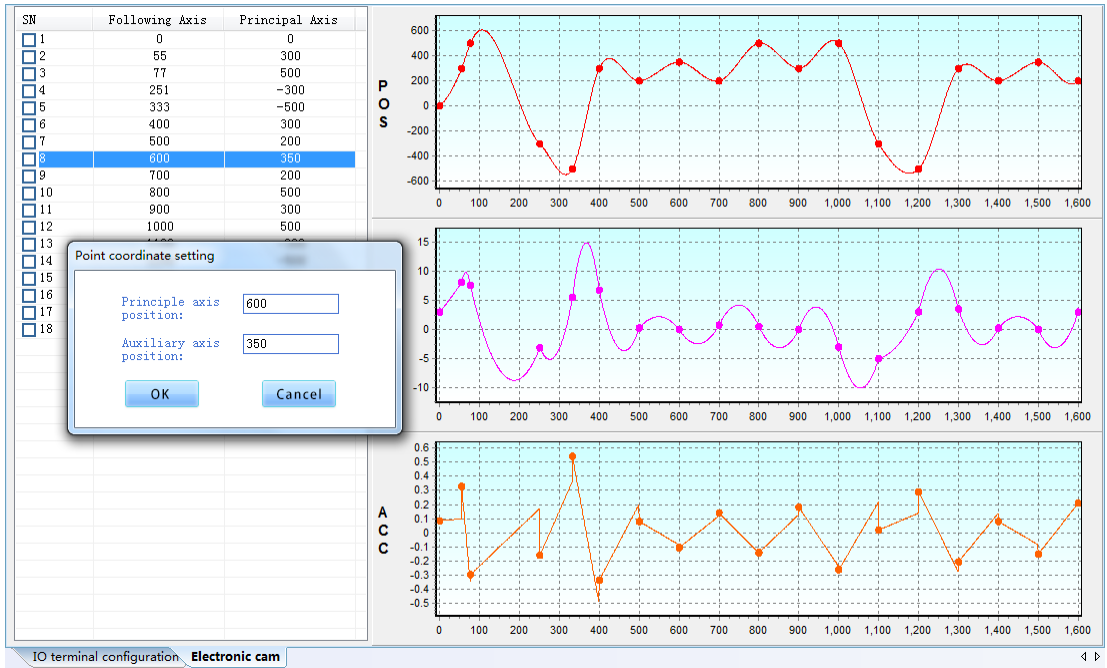 SN Following Axis Principal Axis
1 0 0
2 55 300
3 77 500
4 251 -300
5 333 -500
6 400 300
7 500 200
8 600 350
9 700 200
10 800 500
11 900 300
12 1000 500
13
14
15
16
17
18
Point coordinate setting
Principle axis
position:
600
Auxiliary axis
position:
350
OK Cancel
POS
600
400
200
0
-200
-400
-600
0 100 200 300 400 500 600 700 800 900 1,000 1,100 1,200 1,300 1,400 1,500 1,600
15
10
5
0
-5
-10
0 100 200 300 400 500 600 700 800 900 1,000 1,100 1,200 1,300 1,400 1,500 1,600
ACC
0.6
0.5
0.4
0.3
0.2
0.1
0
-0.1
-0.2
-0.3
-0.4
-0.5
0 100 200 300 400 500 600 700 800 900 1,000 1,100 1,200 1,300 1,400 1,500 1,600
IO terminal configuration Electronic cam